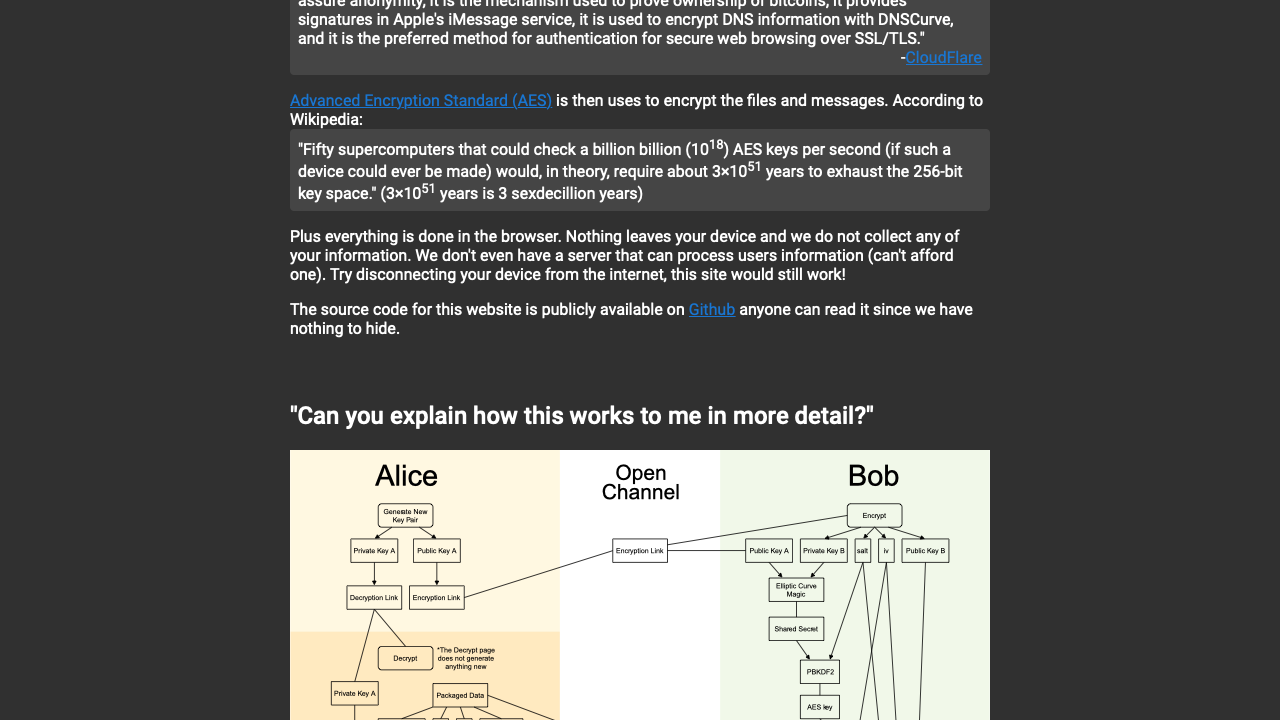 assure anonymity, it is the mechanism used to prove ownership of bitcoins, it provides
signatures in Apple's iMessage service, it is used to encrypt DNS information with DNSCurve,
and it is the preferred method for authentication for secure web browsing over SSL/TLS."
-CloudFlare
Advanced Encryption Standard (AES) is then uses to encrypt the files and messages. According to
Wikipedia:
"Fifty supercomputers that could check a billion billion (10^18) AES keys per second (if such a
device could ever be made) would, in theory, require about 3×10^51 years to exhaust the 256-bit
key space." (3×10^51 years is 3 sexdecillion years)
Plus everything is done in the browser. Nothing leaves your device and we do not collect any of
your information. We don't even have a server that can process users information (can't afford
one). Try disconnecting your device from the internet, this site would still work!
The source code for this website is publicly available on Github anyone can read it since we have
nothing to hide.
"Can you explain how this works to me in more detail?"
Alice
Open
Channel
Bob
Generate New
Key Pair
Encrypt
Private Key A
Public Key A
Encryption Link
Public Key A
Private Key B
salt
iv
Public Key B
Decryption Link
Encryption Link
Elliptic Curve
Magic
Shared Secret
Decrypt
*The Decrypt page
does not generate
anything new
PBKDF2
Private Key A
Packaged Data
AES key